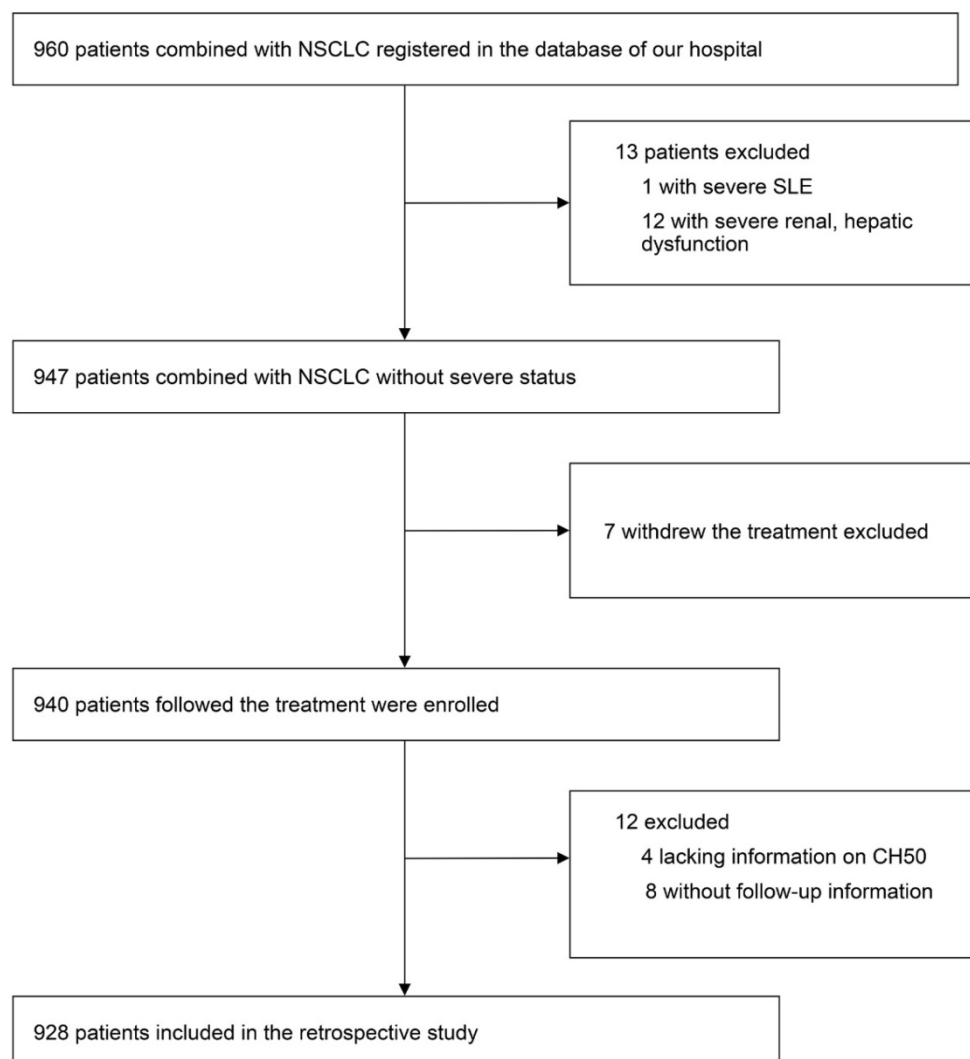 960 patients combined with NSCLC registered in the database of our hospital
13 patients excluded
1 with severe SLE
12 with severe renal, hepatic
dysfunction
947 patients combined with NSCLC without severe status
7 withdrew the treatment excluded
940 patients followed the treatment were enrolled
12 excluded
4 lacking information on CH50
8 without follow-up information
928 patients included in the retrospective study